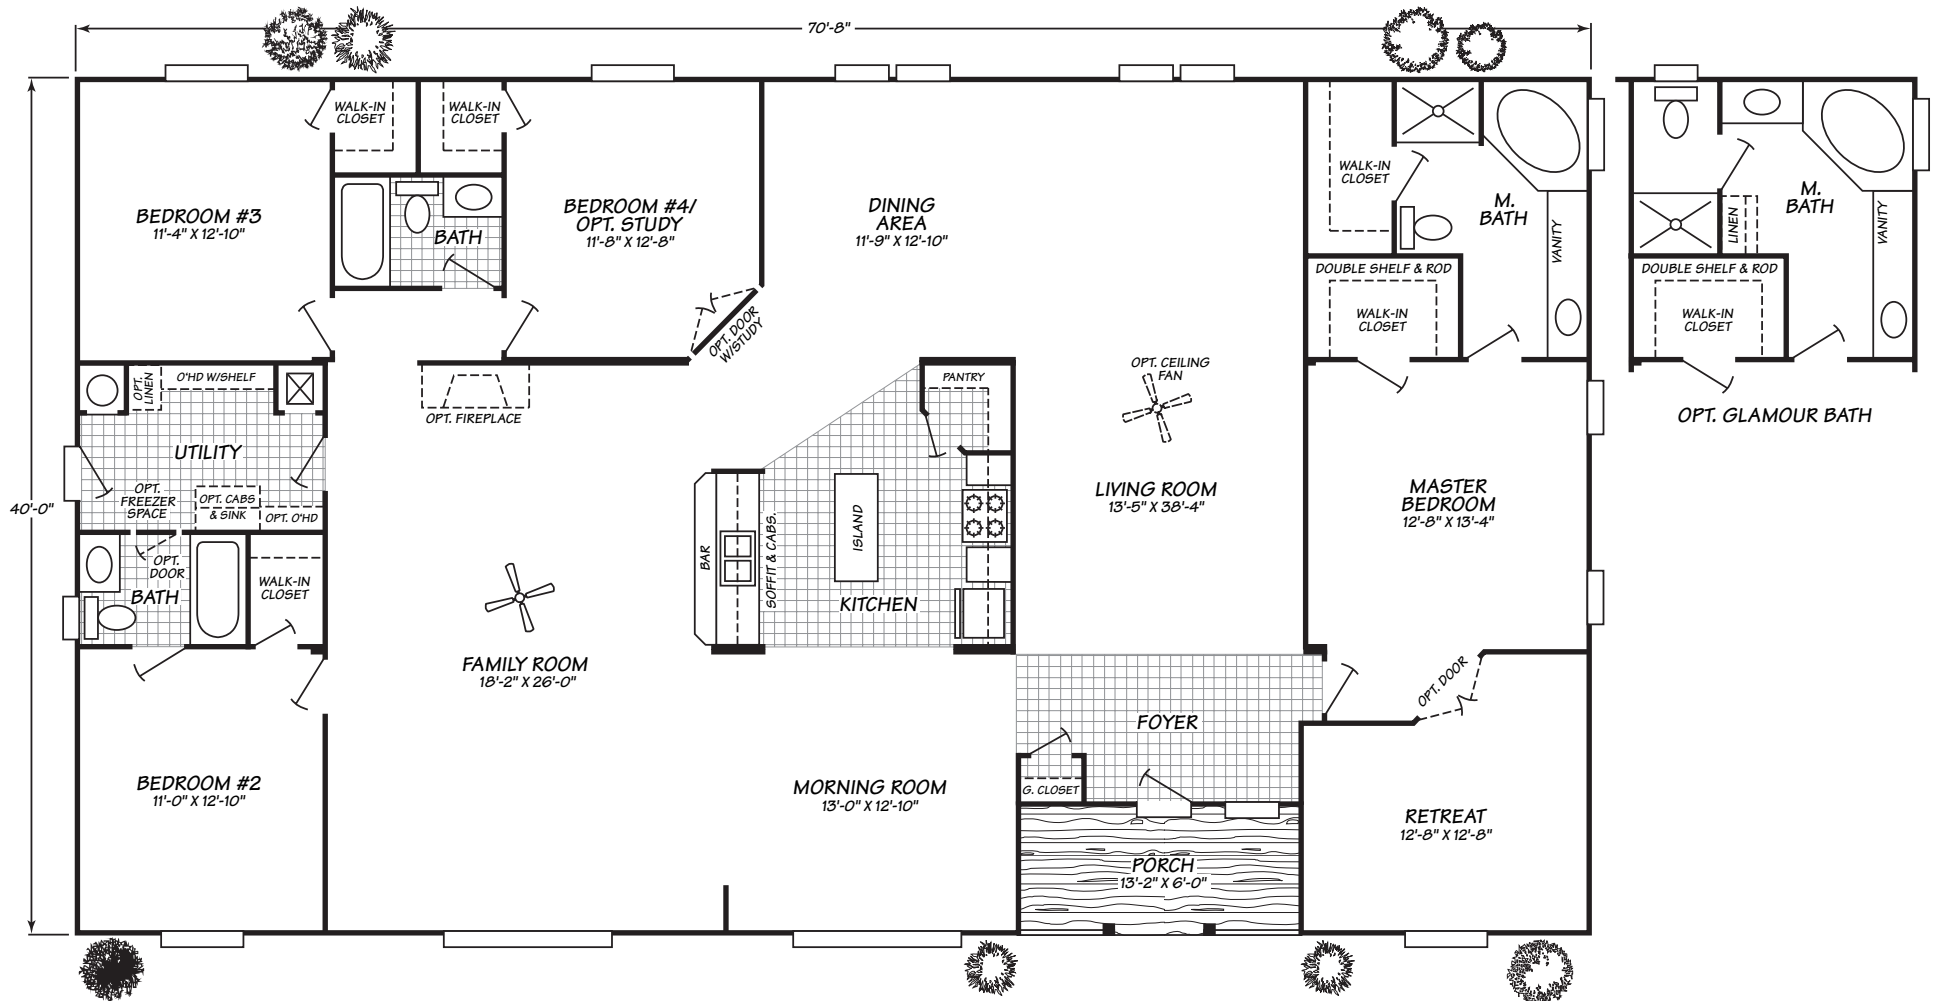 70'-8"
WALK-IN
CLOSET
WALK-IN
CLOSET
BEDROOM #3
11'-4" X 12'-10"
BATH
BEDROOM #4/
OPT. STUDY
11'-8" X 12'-8"
OPT. DOOR
W/STUDY
DINING
AREA
11'-9" X 12'-10"
WALK-IN
CLOSET
M.
BATH
VANITY
DOUBLE SHELF & ROD
WALK-IN
CLOSET
LINEN
M.
BATH
VANITY
DOUBLE SHELF & ROD
WALK-IN
CLOSET
OPT. GLAMOUR BATH
40'-0"
OPT.
LINEN
O'HD W/SHELF
UTILITY
OPT.
FREEZER
SPACE
OPT. CABS
& SINK
OPT. O'HD
OPT. FIREPLACE
PANTRY
OPT. CEILING
FAN
LIVING ROOM
13'-5" X 38'-4"
MASTER
BEDROOM
12'-8" X 13'-4"
BAR
SOFFIT & CABS.
ISLAND
KITCHEN
OPT.
DOOR
BATH
WALK-IN
CLOSET
FAMILY ROOM
18'-2" X 26'-0"
OPT. DOOR
FOYER
G. CLOSET
BEDROOM #2
11'-0" X 12'-10"
MORNING ROOM
13'-0" X 12'-10"
RETREAT
12'-8" X 12'-8"
PORCH
13'-2" X 6'-0"